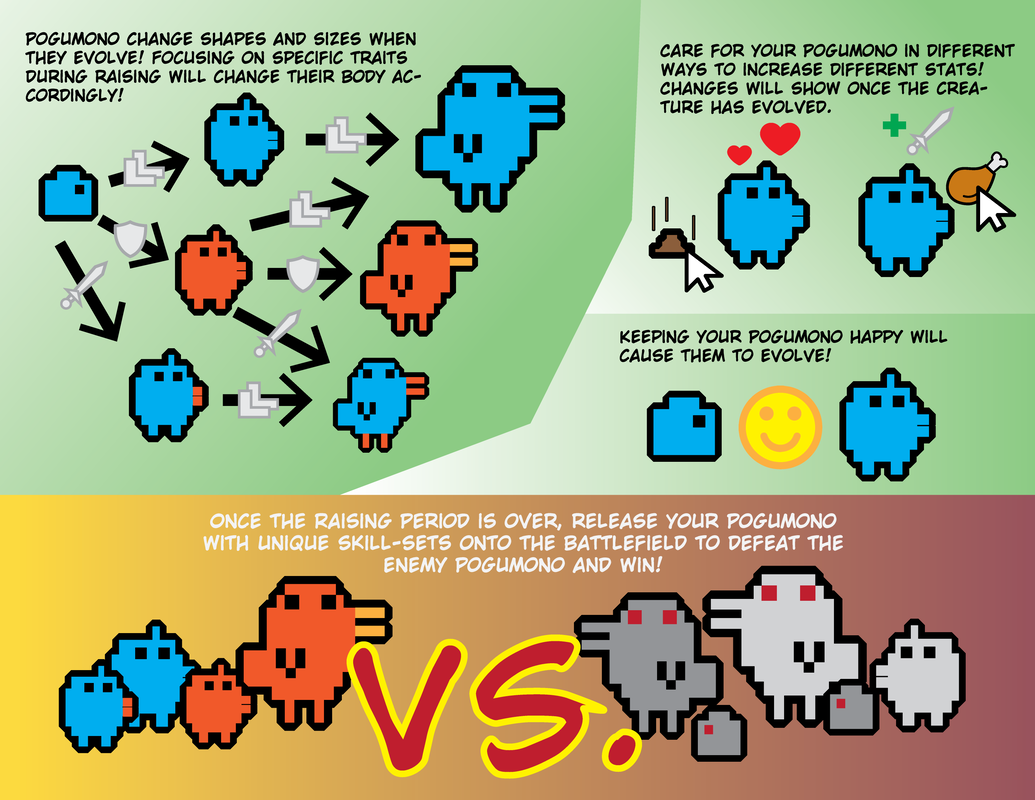 POGUMONO CHANGE SHAPES AND SIZES WHEN
THEY EVOLVE! FOCUSING ON SPECIFIC TRAITS
DURING RAISING WILL CHANGE THEIR BODY AC-
CORDINGLY!
CARE FOR YOUR POGUMONO IN DIFFERENT
WAYS TO INCREASE DIFFERENT STATS!
CHANGES WILL SHOW ONCE THE CREA-
TURE HAS EVOLVED.
KEEPING YOUR POGUMONO HAPPY WILL
CAUSE THEM TO EVOLVE!
ONCE THE RAISING PERIOD IS OVER, RELEASE YOUR POGUMONO
WITH UNIQUE SKILL-SETS ONTO THE BATTLEFIELD TO DEFEAT THE
ENEMY POGUMONO AND WIN!
VS.